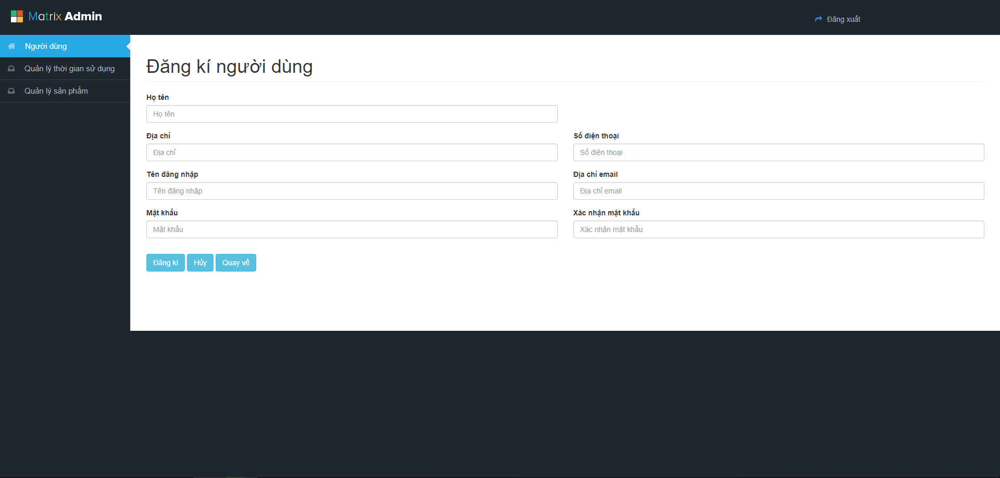 Matrix Admin
Đăng xuất
Người dùng
Quản lý thời gian sử dụng
Quản lý sản phẩm
Đăng kí người dùng
Họ tên
Họ tên
Địa chỉ
Số điện thoại
Địa chỉ
Số điện thoại
Tên đăng nhập
Địa chỉ email
Tên đăng nhập
Địa chỉ email
Mật khẩu
Xác nhận mật khẩu
Mật khẩu
Xác nhận mật khẩu
Đăng kí Hủy Quay về